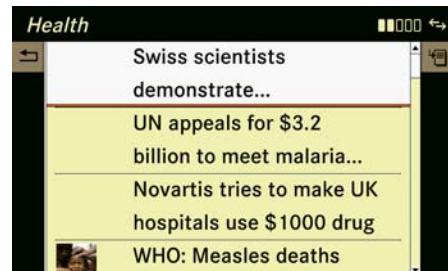 Health
Swiss scientists
demonstrate...
UN appeals for $3.2
billion to meet malaria...
Novartis tries to make UK
hospitals use $1000 drug
WHO: Measles deaths